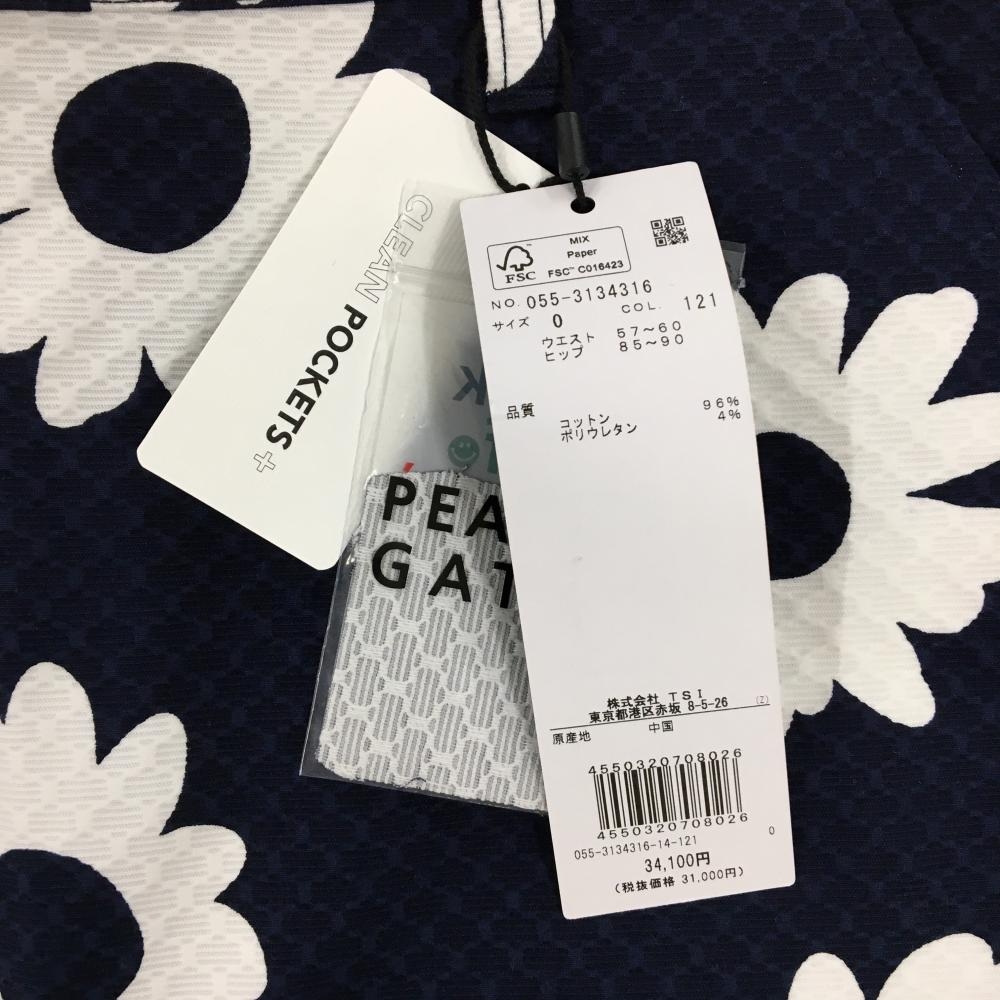 CLEAN POCKETS+
K
PEA
GAT
MIX
Paper
FSC™ C016423
FSC
NO. 055-3134316
COL. 121
サイズ 0
ウエスト 57～60
ヒップ 85～90
品質
コットン 96%
ポリウレタン 4%
株式会社 TSI
東京都港区赤坂 8-5-26 (Z)
原産地 中国
4550320708026
4550320708026
055-3134316-14-121 0
34,100円
(税抜価格 31,000円)